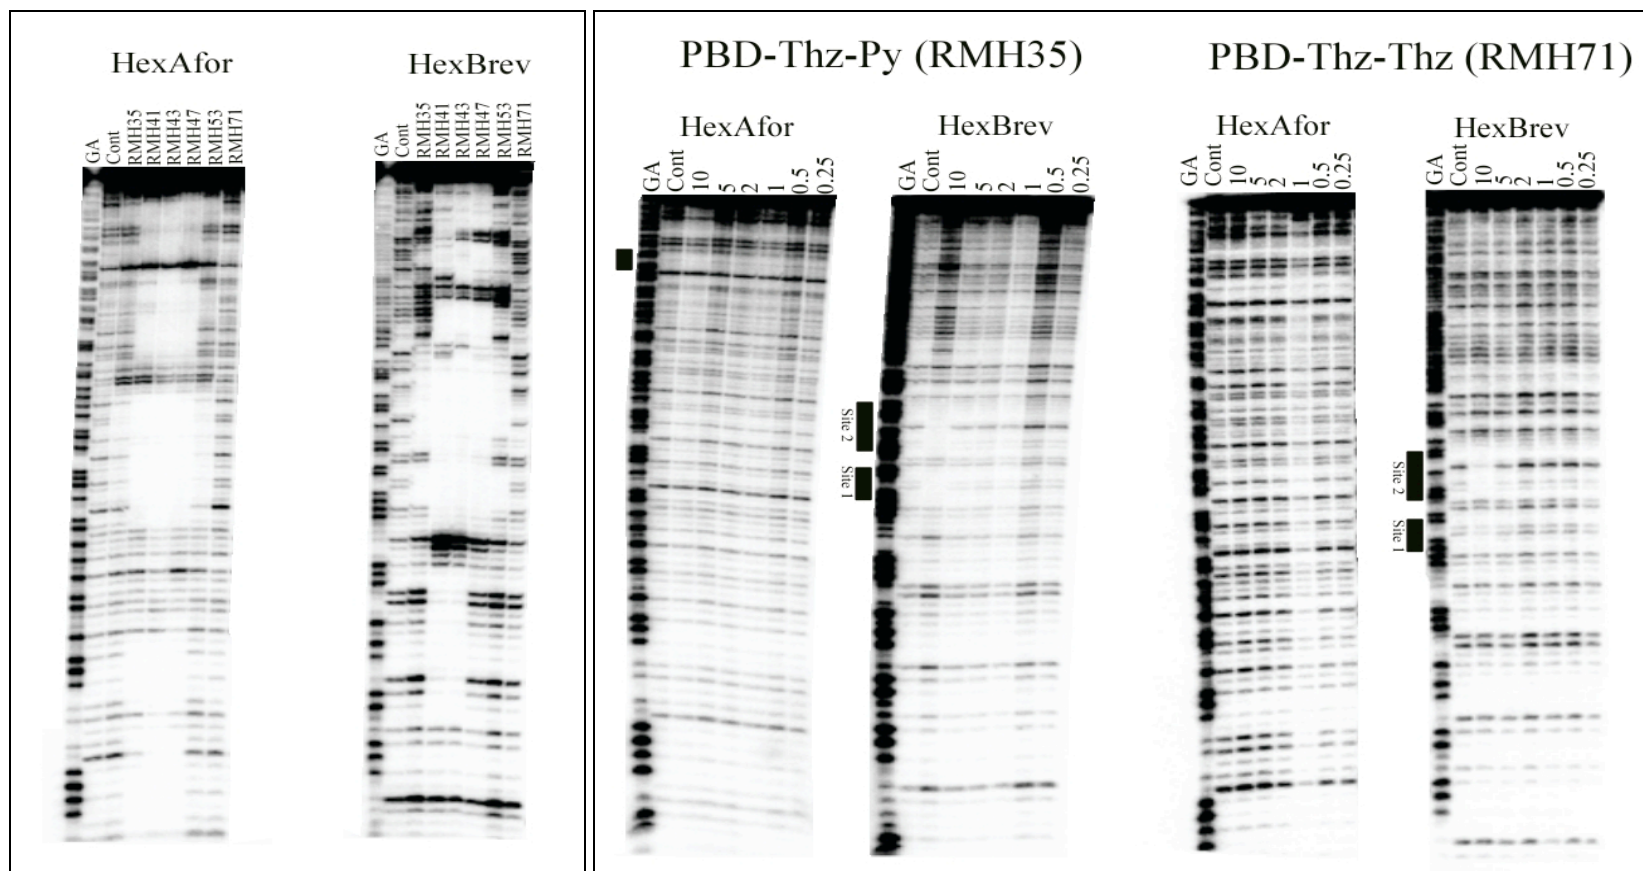 HexAfor
GA
Cont
RMH35
RMH41
RMH43
RMH47
RMH53
RMH71
HexBrev
GA
Cont
RMH35
RMH41
RMH43
RMH47
RMH53
RMH71
PBD-Thz-Py (RMH35)
HexAfor
GA
Cont
10
5
2
1
0.5
0.25
HexBrev
GA
Cont
10
5
2
1
0.5
0.25
Site 2
Site 1
PBD-Thz-Thz (RMH71)
HexAfor
GA
Cont
10
5
2
1
0.5
0.25
HexBrev
GA
Cont
10
5
2
1
0.5
0.25
Site 2
Site 1